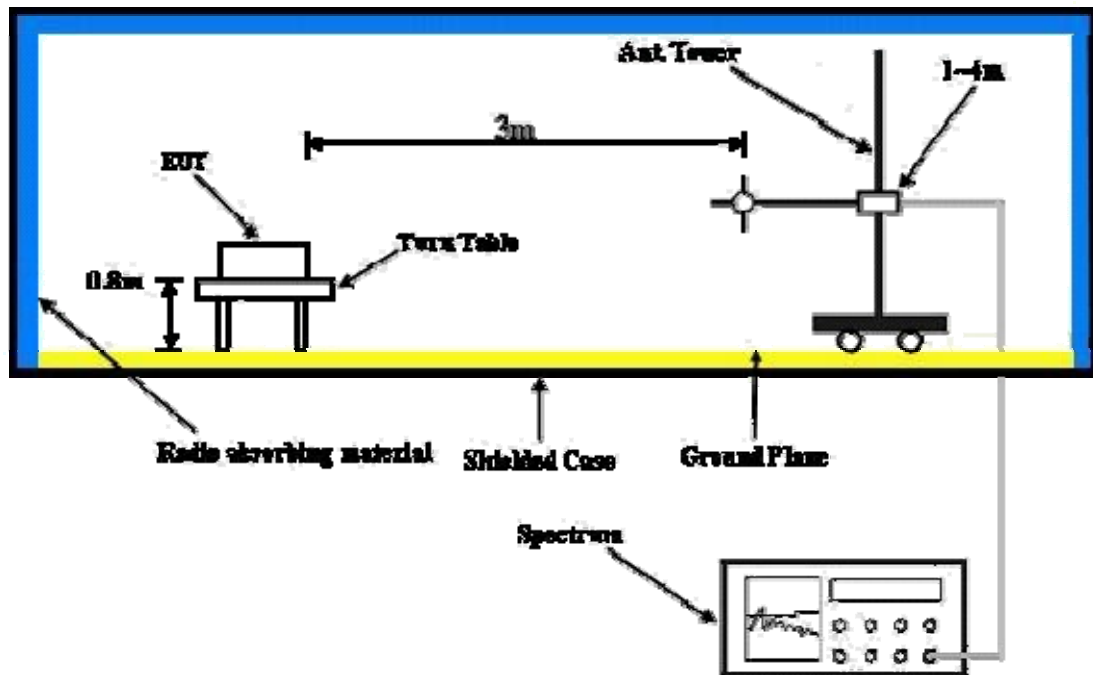 Ant. Tower
1~4m
3m
EUT
Turn Table
0.8m
Radio absorbing material
Shielded Case
Ground Plane
Spectrum